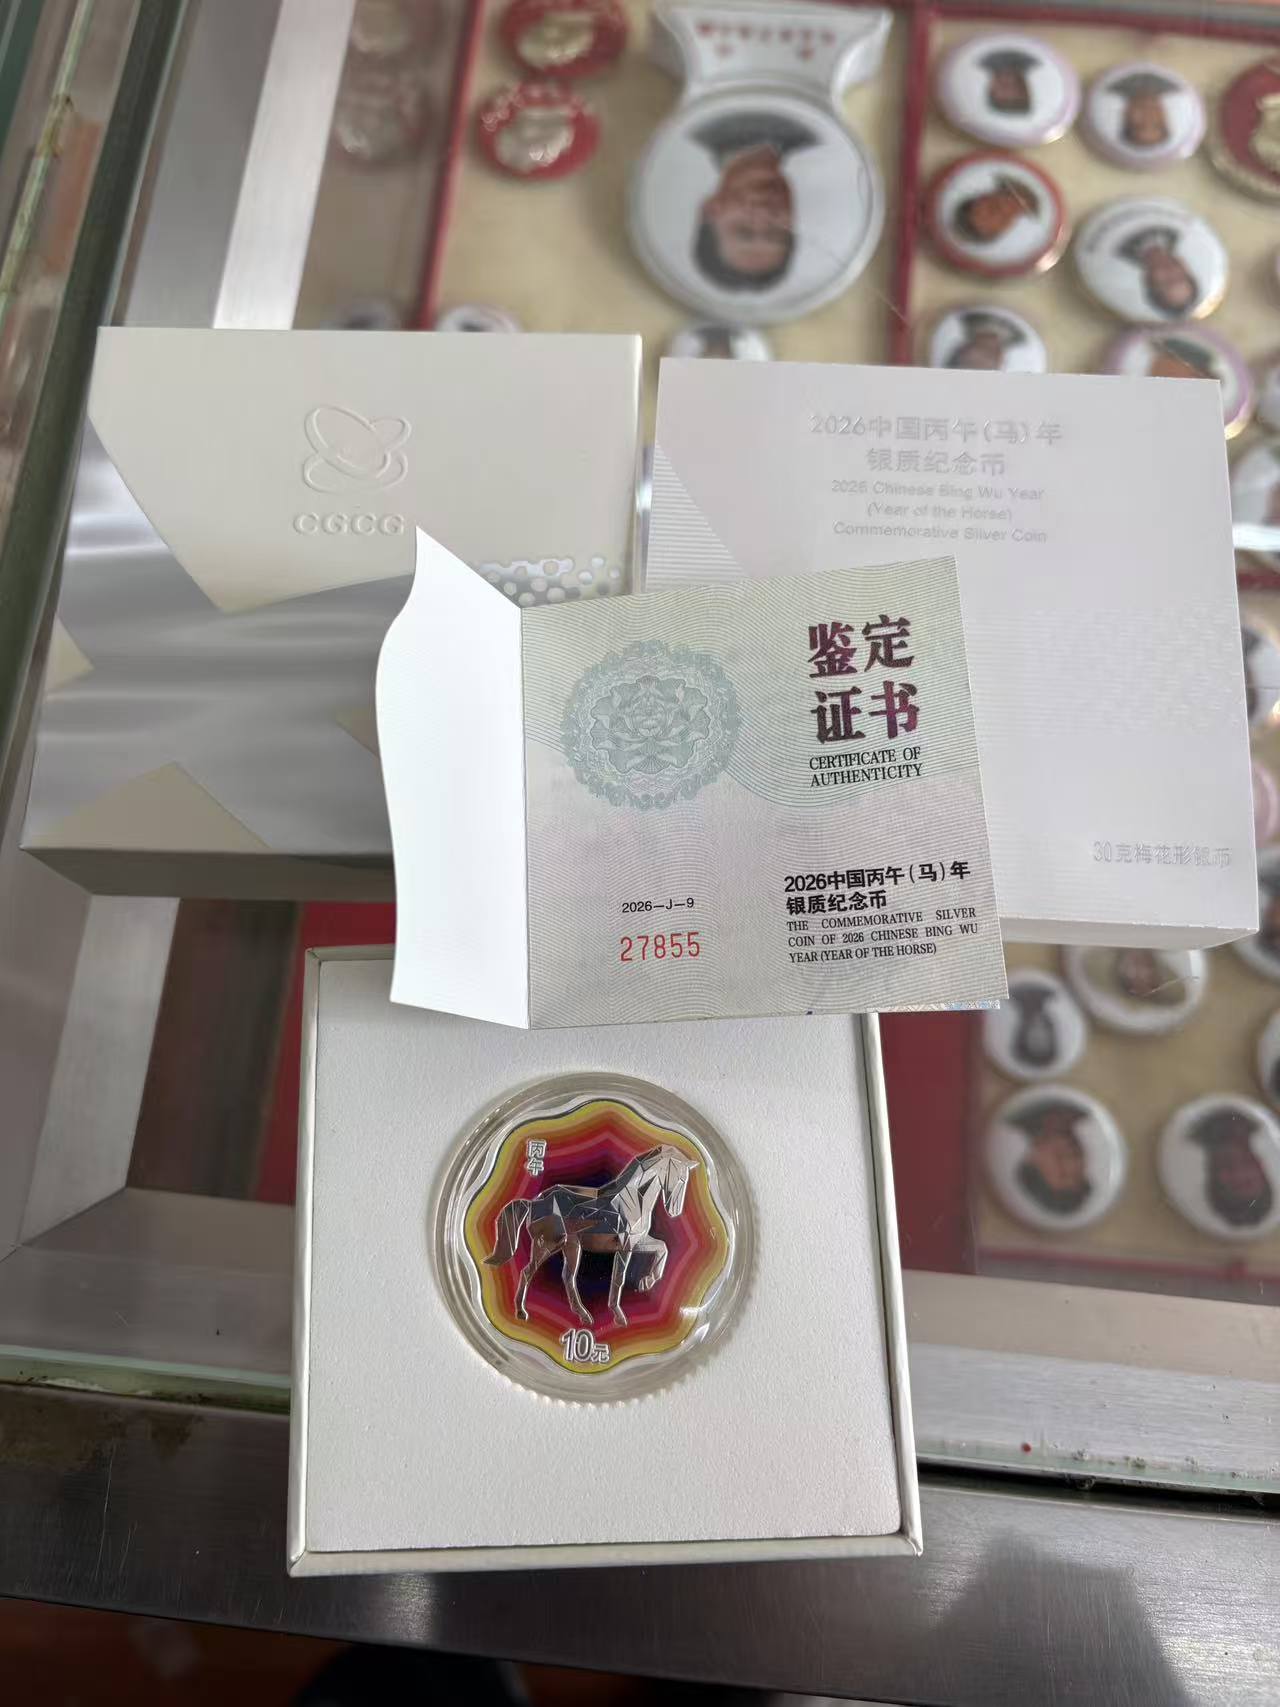 CGCG
2026中国丙午(马)年
银质纪念币
2026 Chinese Bing Wu Year
(Year of the Horse)
Commemorative Silver Coin
30克梅花形银币
鉴定
证书
CERTIFICATE OF
AUTHENTICITY
2026—J—9
27855
2026中国丙午(马)年
银质纪念币
THE COMMEMORATIVE SILVER
COIN OF 2026 CHINESE BING WU
YEAR (YEAR OF THE HORSE)
丙
午
10元